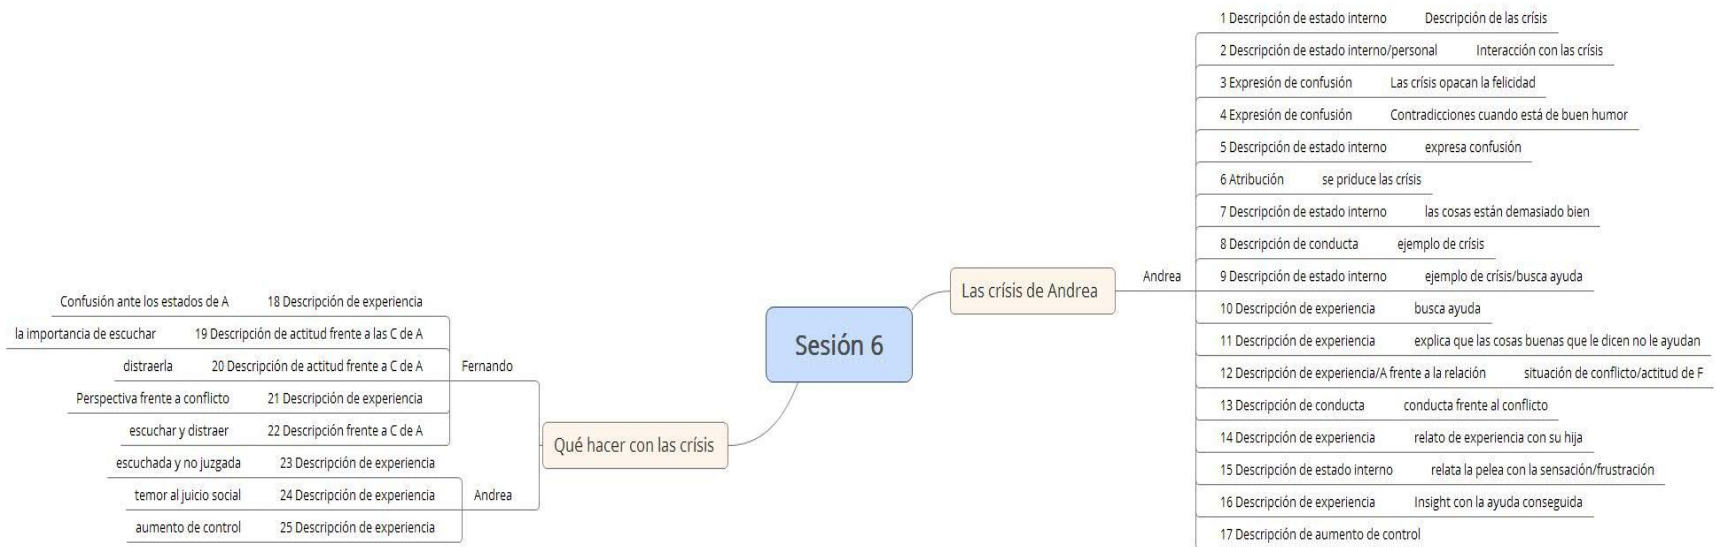 Sesión 6
Las crísis de Andrea
Andrea
1 Descripción de estado interno Descripción de las crísis
2 Descripción de estado interno/personal Interacción con las crísis
3 Expresión de confusión Las crísis opacan la felicidad
4 Expresión de confusión Contradicciones cuando está de buen humor
5 Descripción de estado interno expresa confusión
6 Atribución se priduce las crísis
7 Descripción de estado interno las cosas están demasiado bien
8 Descripción de conducta ejemplo de crísis
9 Descripción de estado interno ejemplo de crísis/busca ayuda
10 Descripción de experiencia busca ayuda
11 Descripción de experiencia explica que las cosas buenas que le dicen no le ayudan
12 Descripción de experiencia/A frente a la relación situación de conflicto/actitud de F
13 Descripción de conducta conducta frente al conflicto
14 Descripción de experiencia relato de experiencia con su hija
15 Descripción de estado interno relata la pelea con la sensación/frustración
16 Descripción de experiencia Insight con la ayuda conseguida
17 Descripción de aumento de control
Qué hacer con las crísis
Fernando
Confusión ante los estados de A 18 Descripción de experiencia
la importancia de escuchar 19 Descripción de actitud frente a las C de A
distraerla 20 Descripción de actitud frente a C de A
Perspectiva frente a conflicto 21 Descripción de experiencia
escuchar y distraer 22 Descripción frente a C de A
Andrea
escuchada y no juzgada 23 Descripción de experiencia
temor al juicio social 24 Descripción de experiencia
aumento de control 25 Descripción de experiencia